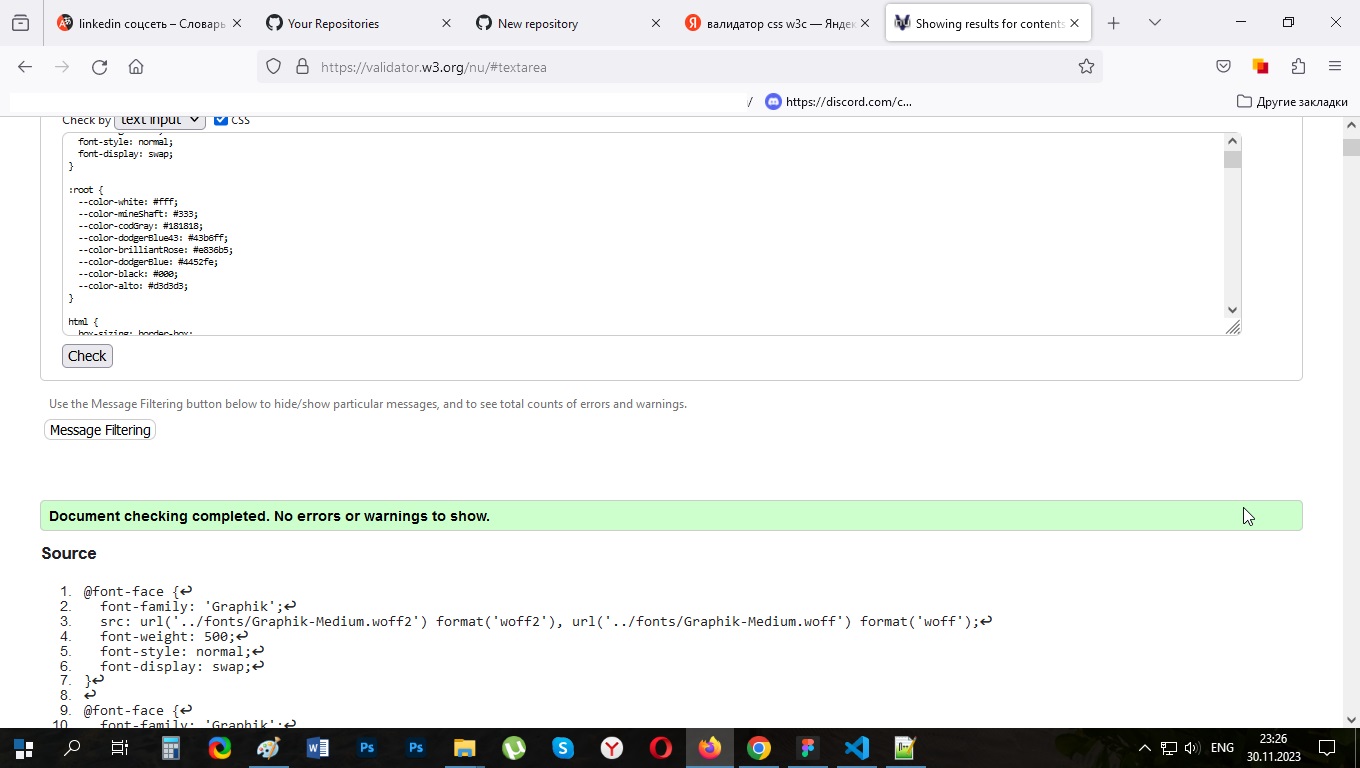 linkedin соцсеть – Словарь
Your Repositories
New repository
валидатор css w3c — Яндек
Showing results for contents
https://validator.w3.org/nu/#textarea
/
https://discord.com/c...
Другие закладки
Check by text input CSS
font-style: normal;
font-display: swap;
}
:root {
--color-white: #fff;
--color-mineShaft: #333;
--color-codGray: #181818;
--color-dodgerBlue43: #43b6ff;
--color-brilliantRose: #e836b5;
--color-dodgerBlue: #4452fe;
--color-black: #000;
--color-alto: #d3d3d3;
}
html {
box-sizing: border-box;
Check
Use the Message Filtering button below to hide/show particular messages, and to see total counts of errors and warnings.
Message Filtering
Document checking completed. No errors or warnings to show.
Source
1. @font-face {↩
2. font-family: 'Graphik';↩
3. src: url('../fonts/Graphik-Medium.woff2') format('woff2'), url('../fonts/Graphik-Medium.woff') format('woff');↩
4. font-weight: 500;↩
5. font-style: normal;↩
6. font-display: swap;↩
7. }↩
8. ↩
9. @font-face {↩
10. font-family: 'Graphik';↩
ENG
23:26
30.11.2023